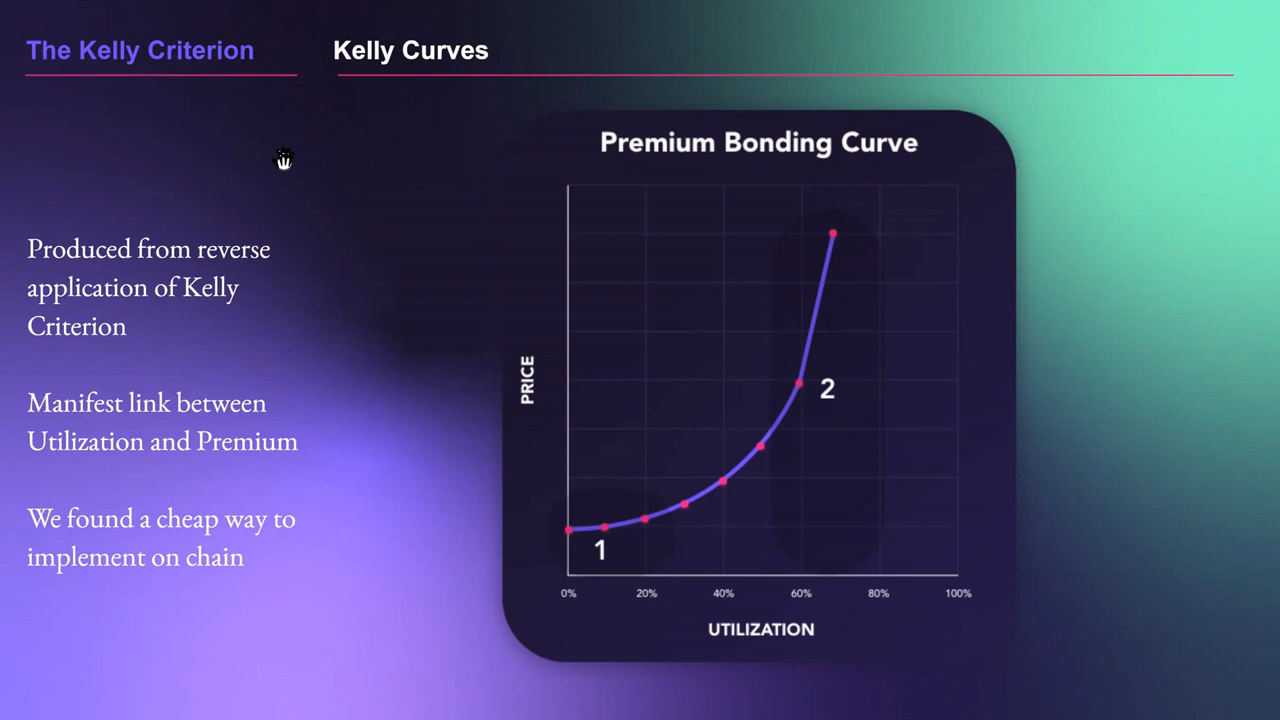 The Kelly Criterion
Kelly Curves
Produced from reverse
application of Kelly
Criterion
Manifest link between
Utilization and Premium
We found a cheap way to
implement on chain
Premium Bonding Curve
PRICE
2
1
0% 20% 40% 60% 80% 100%
UTILIZATION